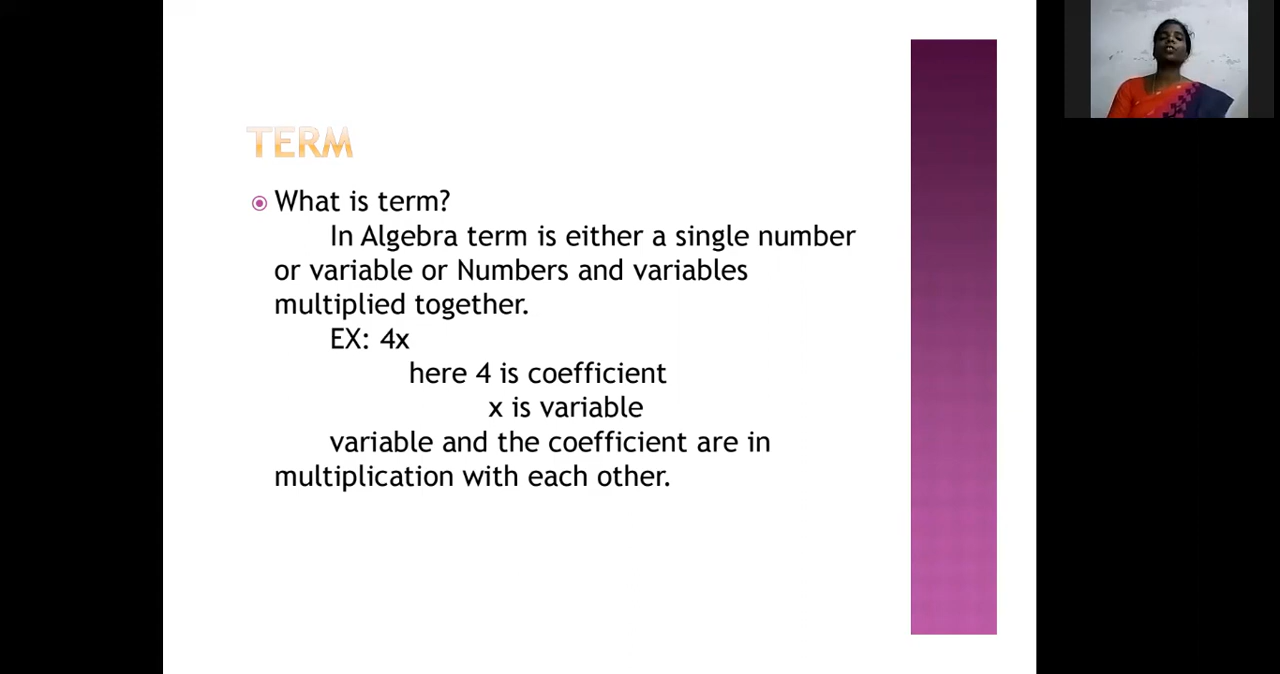 TERM
What is term?
In Algebra term is either a single number
or variable or Numbers and variables
multiplied together.
EX: 4x
here 4 is coefficient
x is variable
variable and the coefficient are in
multiplication with each other.